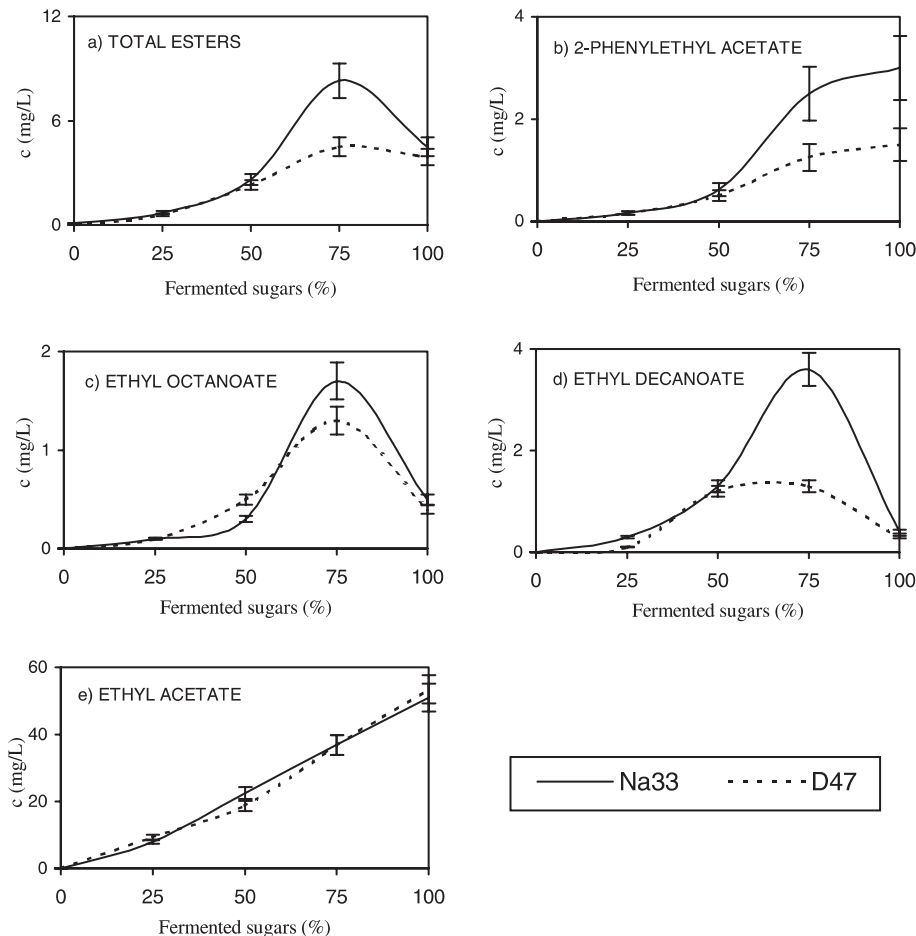 a) TOTAL ESTERS
12
6
0
c (mg/L)
0 25 50 75 100
Fermented sugars (%)
b) 2-PHENYLETHYL ACETATE
4
2
0
c (mg/L)
0 25 50 75 100
Fermented sugars (%)
c) ETHYL OCTANOATE
2
1
0
c (mg/L)
0 25 50 75 100
Fermented sugars (%)
d) ETHYL DECANOATE
4
2
0
c (mg/L)
0 25 50 75 100
Fermented sugars (%)
e) ETHYL ACETATE
60
40
20
0
c (mg/L)
0 25 50 75 100
Fermented sugars (%)
Na33 D47